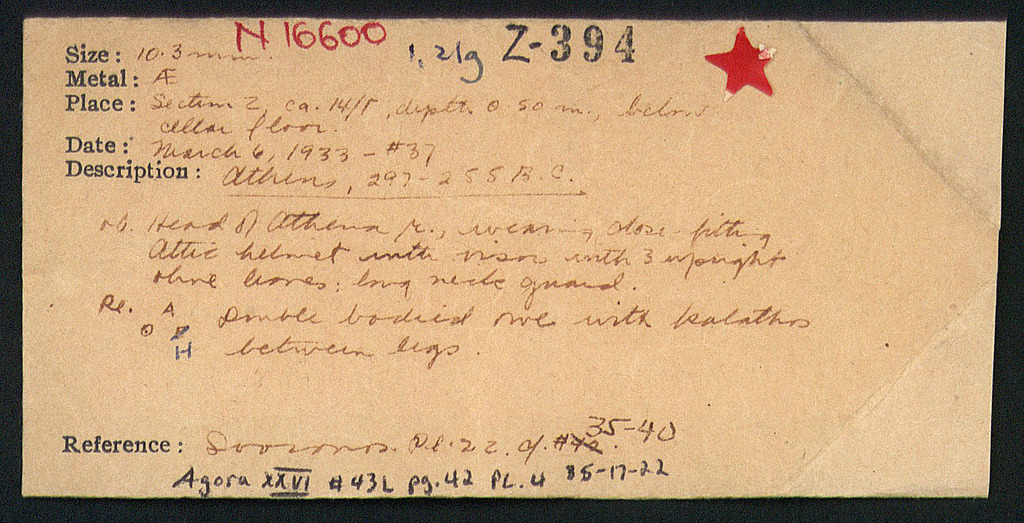 N 16600
1,21g Z-394
Size: 10.3 mm.
Metal: Æ
Place: Section Z, ca. 14/ , depth 0.50 m., below
cellar floor.
Date: March 6, 1933 - #37
Description: Athens, 297-255 B.C.
ob. Head of Athena r., wearing close-fitting
Attic helmet with visor with 3 upright
olive leaves; long neck guard.
Re. A Double bodied owl with kalathos
Θ H between legs.
35-40
Reference: Svoronos. Pl. 22. cf.
Agora XXVI #43L pg.42 PL.4 85-17-22